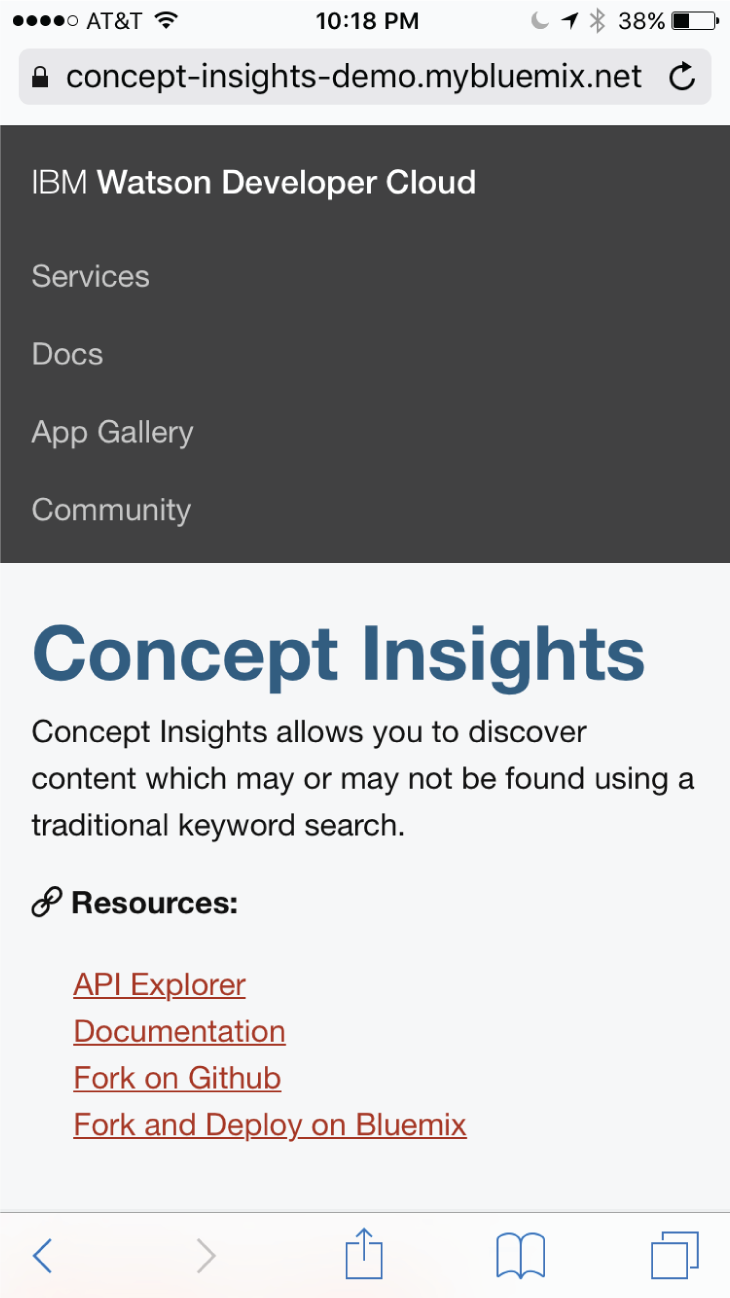 AT&T 10:18 PM 38%
concept-insights-demo.mybluemix.net
IBM Watson Developer Cloud
Services
Docs
App Gallery
Community
Concept Insights
Concept Insights allows you to discover
content which may or may not be found using a
traditional keyword search.
Resources:
API Explorer
Documentation
Fork on Github
Fork and Deploy on Bluemix